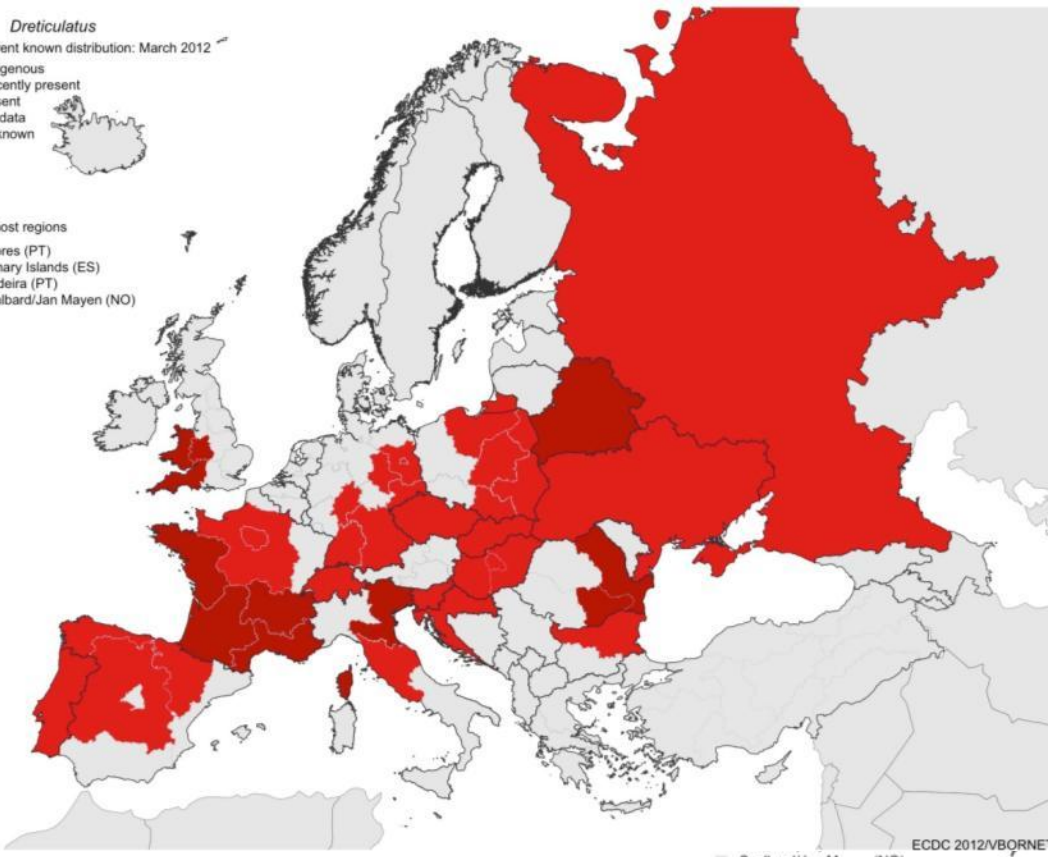 Dreticulatus
ent known distribution: March 2012
genous
cently present
sent
data
known
ost regions
res (PT)
nary Islands (ES)
deira (PT)
lbard/Jan Mayen (NO)
ECDC 2012/VBORNET